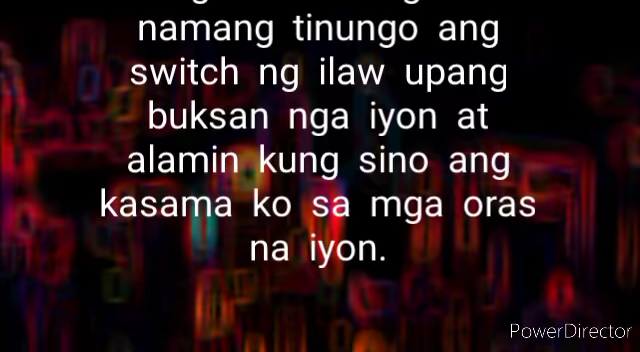 namang tinungo ang
switch ng ilaw upang
buksan nga iyon at
alamin kung sino ang
kasama ko sa mga oras
na iyon.
PowerDirector